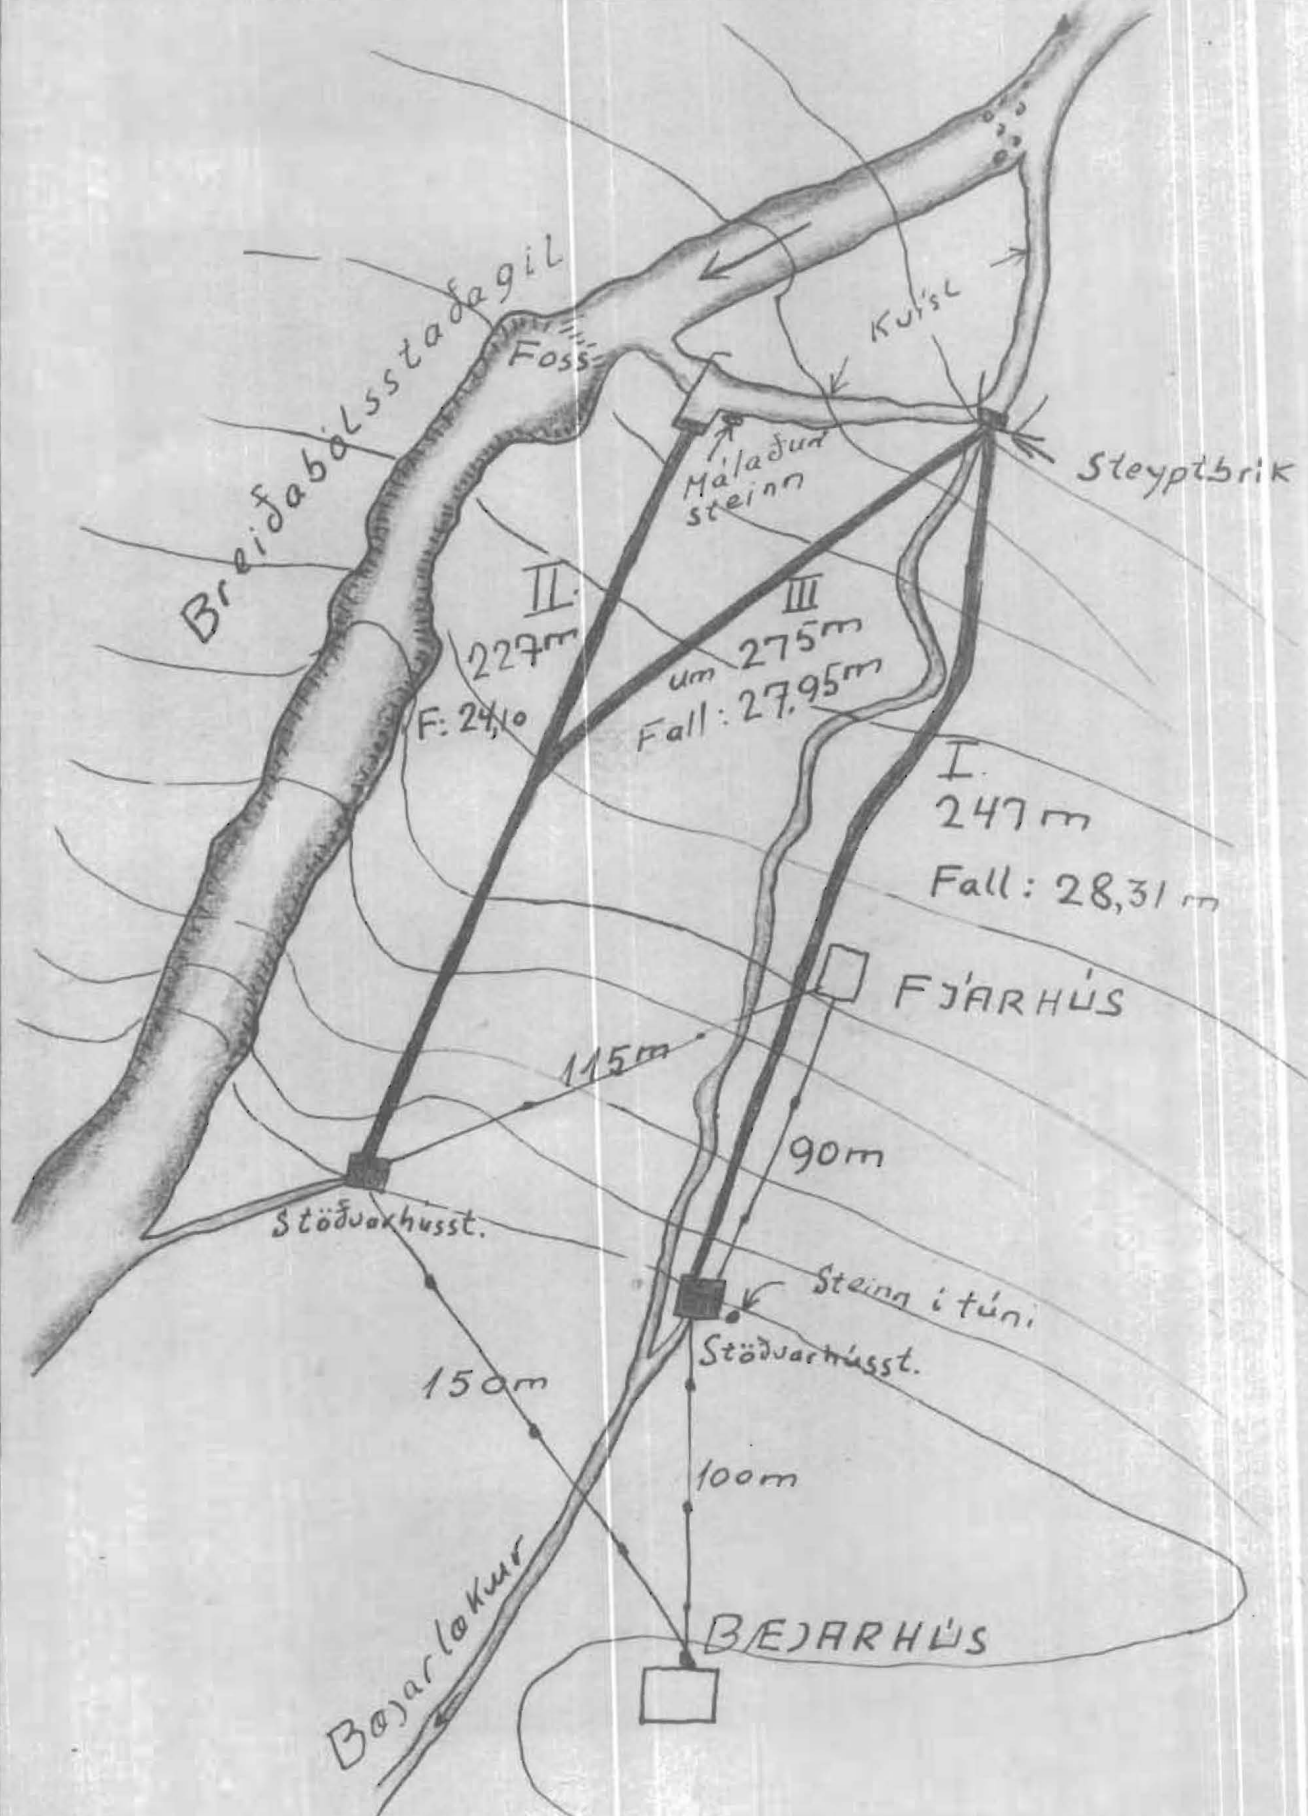 Breiðabólsstaðagil
Foss
Kvísl
Málaður
steinn
Steyptbrik
II.
227m
F: 24,10
III
um 275m
Fall: 27.95m
I.
247m
Fall: 28,31 m
FJÁRHÚS
115m
90m
Stöðvarhússt.
Steinn í túni
Stöðvarhússt.
150m
100m
BÆJARHÚS
Bæjarlækur